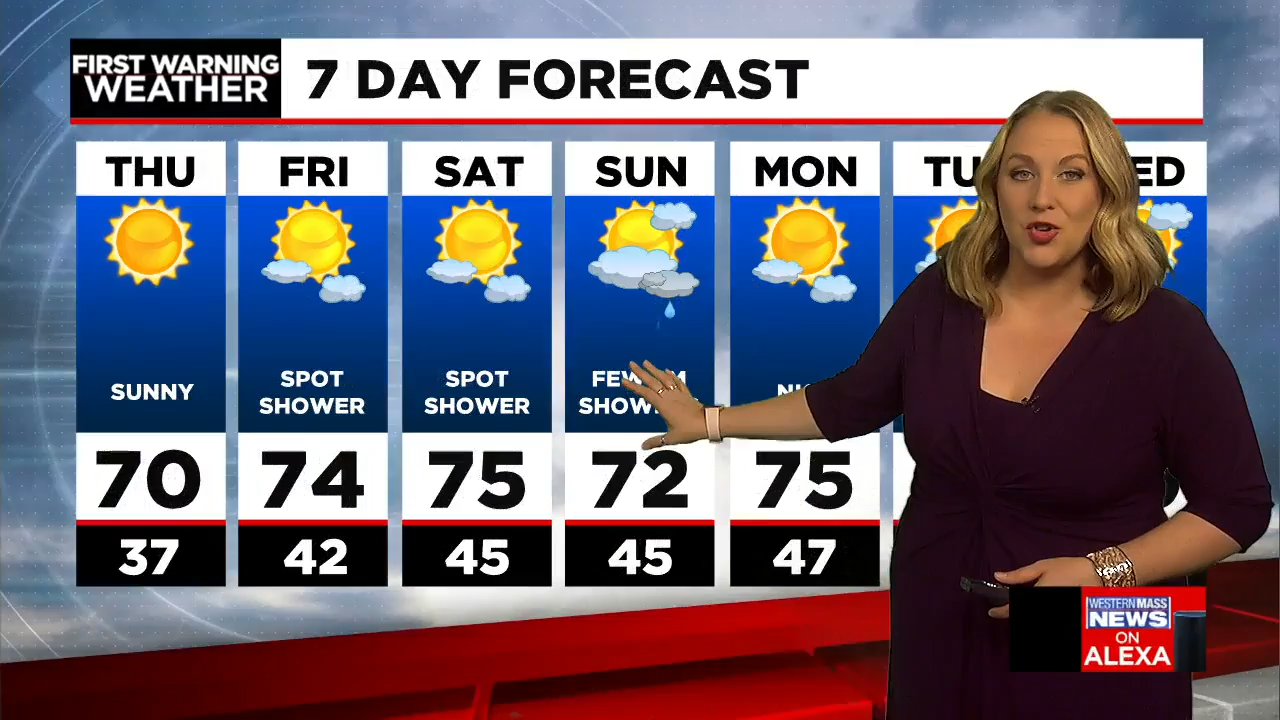 FIRST WARNING
WEATHER
7 DAY FORECAST
THU
FRI
SAT
SUN
MON
SUNNY
SPOT
SHOWER
SPOT
SHOWER
70
74
75
72
75
37
42
45
45
47
WESTERN MASS
NEWS
ON
ALEXA